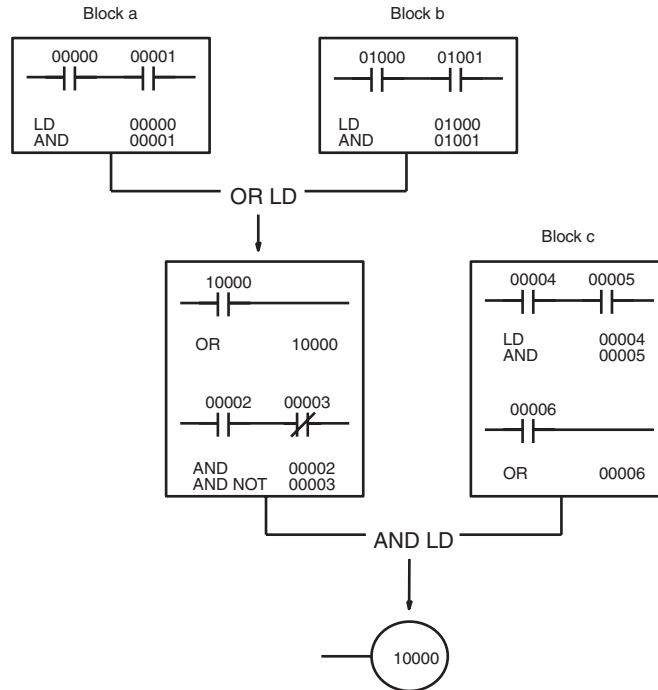 Block a
00000 00001
LD 00000
AND 00001
Block b
01000 01001
LD 01000
AND 01001
OR LD
10000
OR 10000
00002 00003
AND 00002
AND NOT 00003
Block c
00004 00005
LD 00004
AND 00005
00006
OR 00006
AND LD
10000